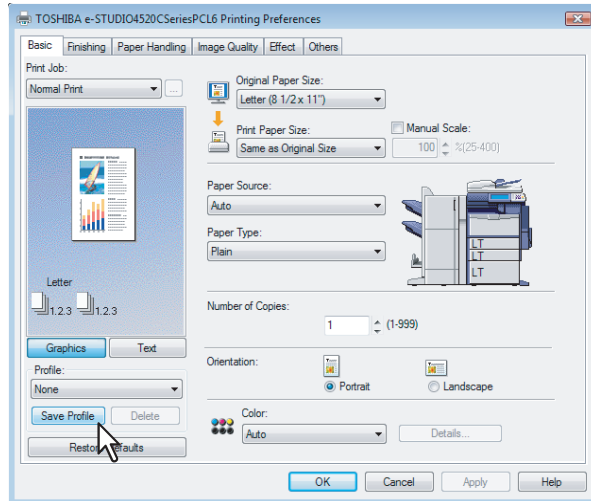 TOSHIBA e-STUDIO4520CSeriesPCL6 Printing Preferences
Basic Finishing Paper Handling Image Quality Effect Others
Print Job:
Normal Print ...
Letter
1.2.3 1.2.3
Graphics Text
Profile:
None
Save Profile Delete
Restore Defaults
Original Paper Size:
Letter (8 1/2 x 11")
Print Paper Size:
Same as Original Size
Manual Scale:
100 %(25-400)
Paper Source:
Auto
Paper Type:
Plain
LT
LT
LT
Number of Copies:
1 (1-999)
Orientation:
Portrait Landscape
Color:
Auto Details...
OK Cancel Apply Help